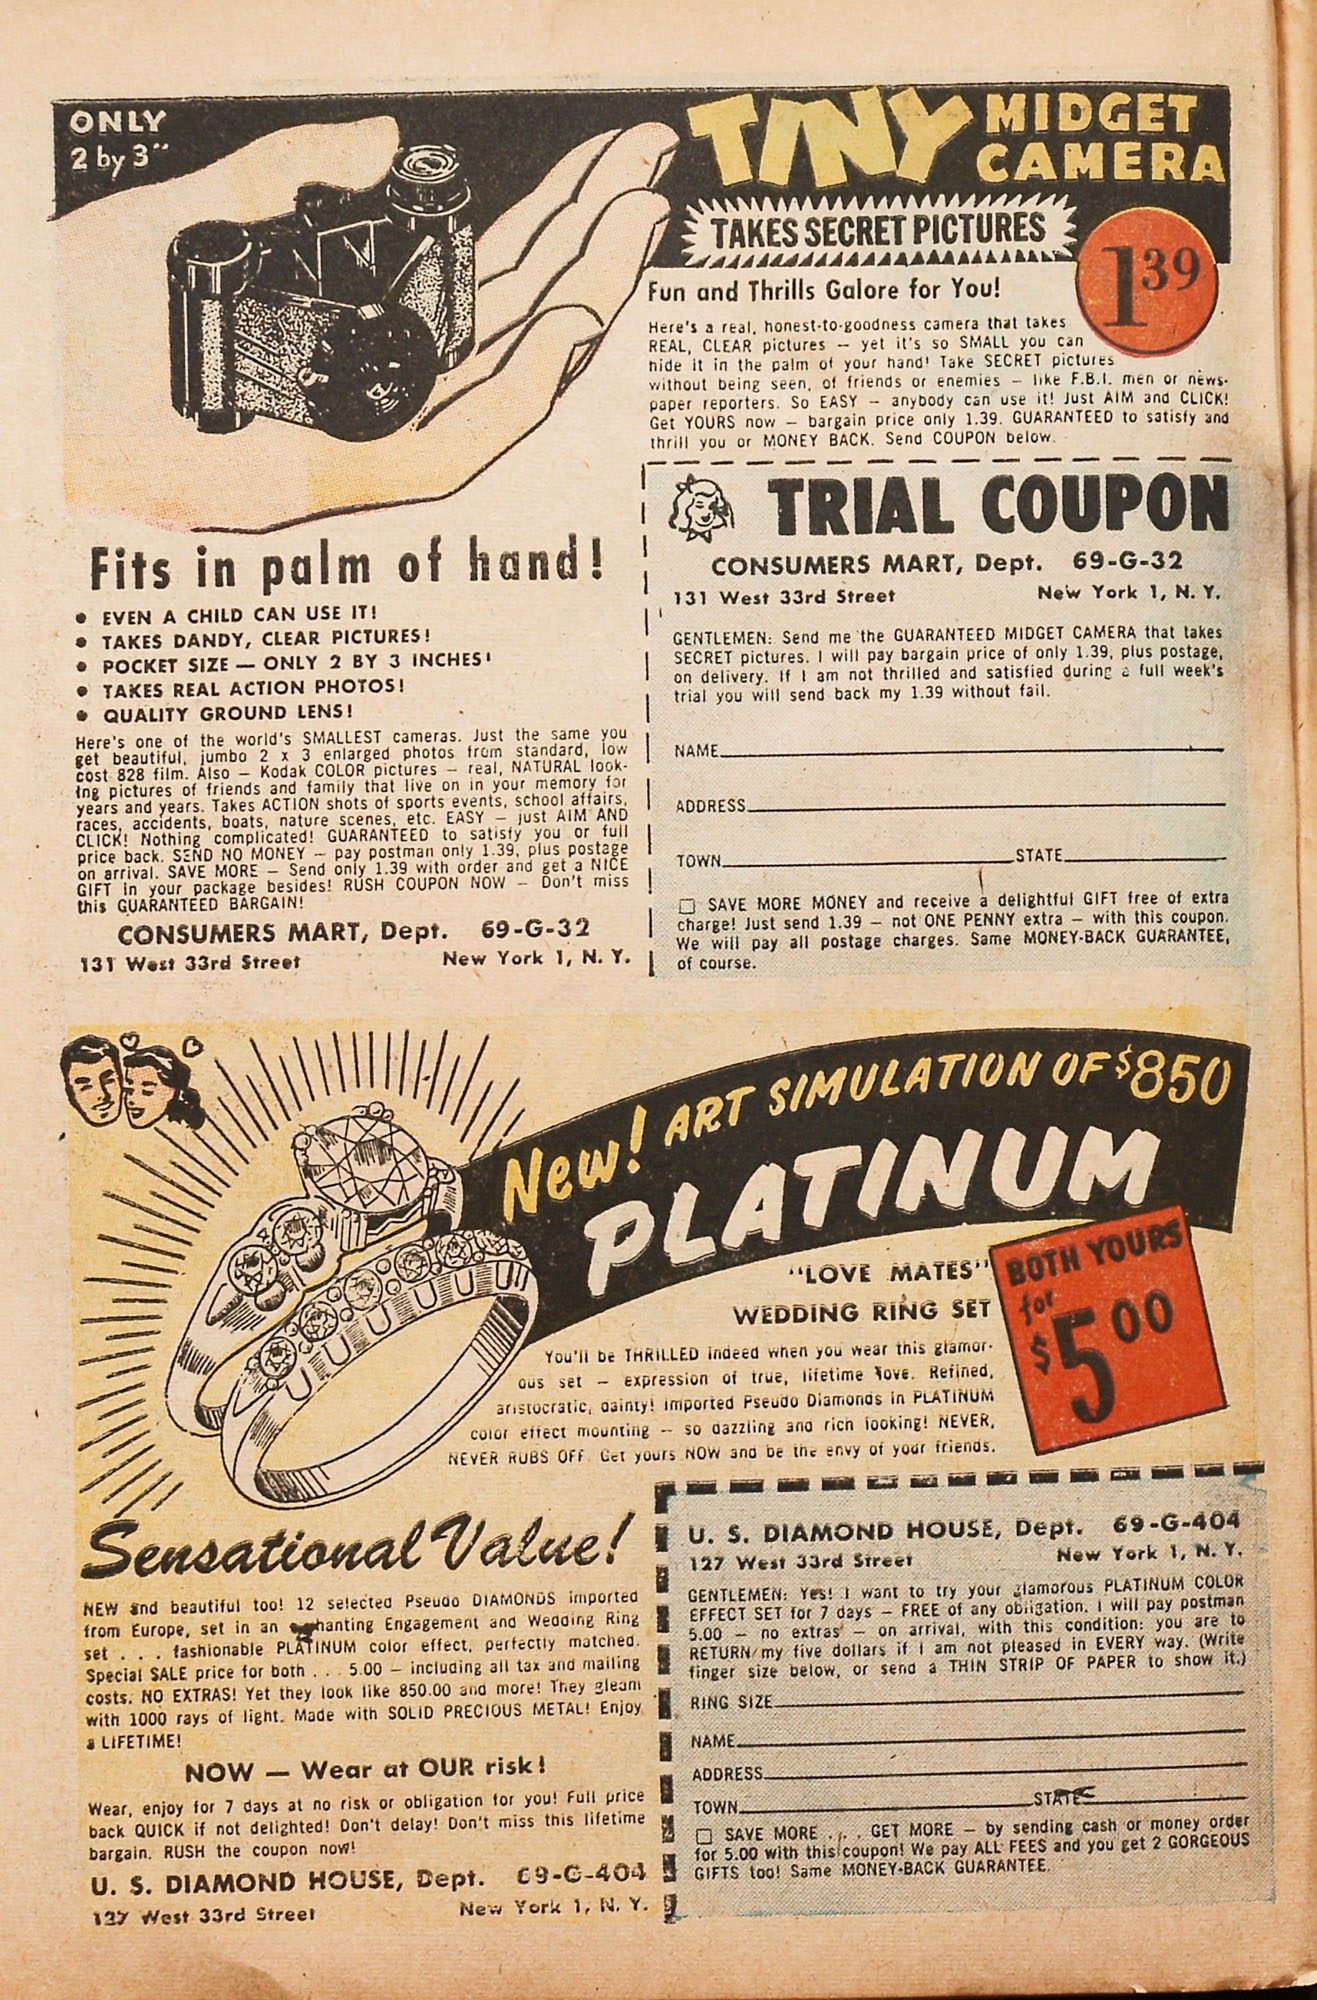 ONLY
2 by 3"
TINY MIDGET
CAMERA
TAKES SECRET PICTURES
1 39
Fun and Thrills Galore for You!
Here's a real, honest-to-goodness camera that takes
REAL, CLEAR pictures — yet it's so SMALL you can
hide it in the palm of your hand! Take SECRET pictures
without being seen, of friends or enemies — like F.B.I. men or news-
paper reporters. So EASY — anybody can use it! Just AIM and CLICK!
Get YOURS now — bargain price only 1.39. GUARANTEED to satisfy and
thrill you or MONEY BACK. Send COUPON below.
Fits in palm of hand!
• EVEN A CHILD CAN USE IT!
• TAKES DANDY, CLEAR PICTURES!
• POCKET SIZE — ONLY 2 BY 3 INCHES!
• TAKES REAL ACTION PHOTOS!
• QUALITY GROUND LENS!
Here's one of the world's SMALLEST cameras. Just the same you
get beautiful, jumbo 2 x 3 enlarged photos from standard, low
cost 828 film. Also — Kodak COLOR pictures — real, NATURAL look-
ing pictures of friends and family that live on in your memory for
years and years. Takes ACTION shots of sports events, school affairs,
races, accidents, boats, nature scenes, etc. EASY — just AIM AND
CLICK! Nothing complicated! GUARANTEED to satisfy you or full
price back. SEND NO MONEY — pay postman only 1.39, plus postage
on arrival. SAVE MORE — Send only 1.39 with order and get a NICE
GIFT in your package besides! RUSH COUPON NOW — Don't miss
this GUARANTEED BARGAIN!
CONSUMERS MART, Dept. 69-G-32
131 West 33rd Street New York 1, N. Y.
TRIAL COUPON
CONSUMERS MART, Dept. 69-G-32
131 West 33rd Street New York 1, N. Y.
GENTLEMEN: Send me the GUARANTEED MIDGET CAMERA that takes
SECRET pictures. I will pay bargain price of only 1.39, plus postage,
on delivery. If I am not thrilled and satisfied during a full week's
trial you will send back my 1.39 without fail.
NAME
ADDRESS
TOWN STATE
☐ SAVE MORE MONEY and receive a delightful GIFT free of extra
charge! Just send 1.39 — not ONE PENNY extra — with this coupon.
We will pay all postage charges. Same MONEY-BACK GUARANTEE,
of course.
New! ART SIMULATION OF $850
PLATINUM
"LOVE MATES"
WEDDING RING SET
BOTH YOURS
for
$5 00
You'll be THRILLED indeed when you wear this glamor-
ous set — expression of true, lifetime love. Refined,
aristocratic, dainty! Imported Pseudo Diamonds in PLATINUM
color effect mounting — so dazzling and rich looking! NEVER,
NEVER RUBS OFF. Get yours NOW and be the envy of your friends.
Sensational Value!
NEW and beautiful too! 12 selected Pseudo DIAMONDS imported
from Europe, set in an enchanting Engagement and Wedding Ring
set . . . fashionable PLATINUM color effect, perfectly matched.
Special SALE price for both . . . 5.00 — including all tax and mailing
costs. NO EXTRAS! Yet they look like 850.00 and more! They gleam
with 1000 rays of light. Made with SOLID PRECIOUS METAL! Enjoy
a LIFETIME!
NOW — Wear at OUR risk!
Wear, enjoy for 7 days at no risk or obligation for you! Full price
back QUICK if not delighted! Don't delay! Don't miss this lifetime
bargain. RUSH the coupon now!
U. S. DIAMOND HOUSE, Dept. 69-G-404
127 West 33rd Street New York 1, N. Y.
U. S. DIAMOND HOUSE, Dept. 69-G-404
127 West 33rd Street New York 1, N. Y.
GENTLEMEN: Yes! I want to try your glamorous PLATINUM COLOR
EFFECT SET for 7 days — FREE of any obligation. I will pay postman
5.00 — no extras — on arrival, with this condition: you are to
RETURN my five dollars if I am not pleased in EVERY way. (Write
finger size below, or send a THIN STRIP OF PAPER to show it.)
RING SIZE
NAME
ADDRESS
TOWN STATE
☐ SAVE MORE . . . GET MORE — by sending cash or money order
for 5.00 with this coupon! We pay ALL FEES and you get 2 GORGEOUS
GIFTS too! Same MONEY-BACK GUARANTEE.